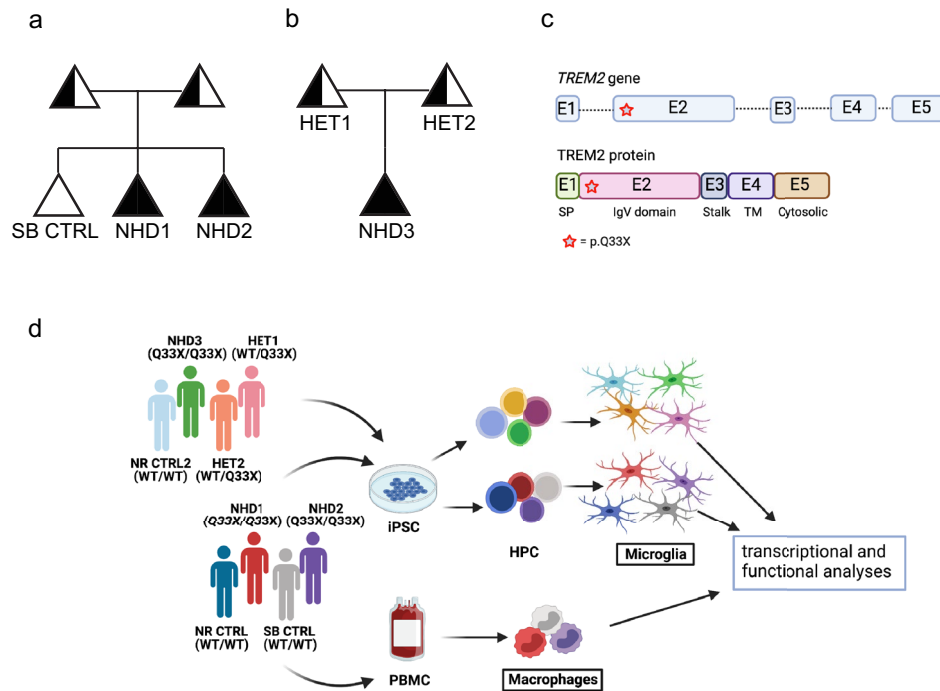 a
SB CTRL NHD1 NHD2
b
HET1 HET2
NHD3
c
TREM2 gene
E1 E2 E3 E4 E5
TREM2 protein
E1 E2 E3 E4 E5
SP IgV domain Stalk TM Cytosolic
= p.Q33X
d
NHD3
(Q33X/Q33X)
HET1
(WT/Q33X)
NR CTRL2
(WT/WT)
HET2
(WT/Q33X)
NHD1
(Q33X/Q33X)
NHD2
(Q33X/Q33X)
NR CTRL
(WT/WT)
SB CTRL
(WT/WT)
iPSC
HPC
Microglia
PBMC
Macrophages
transcriptional and
functional analyses